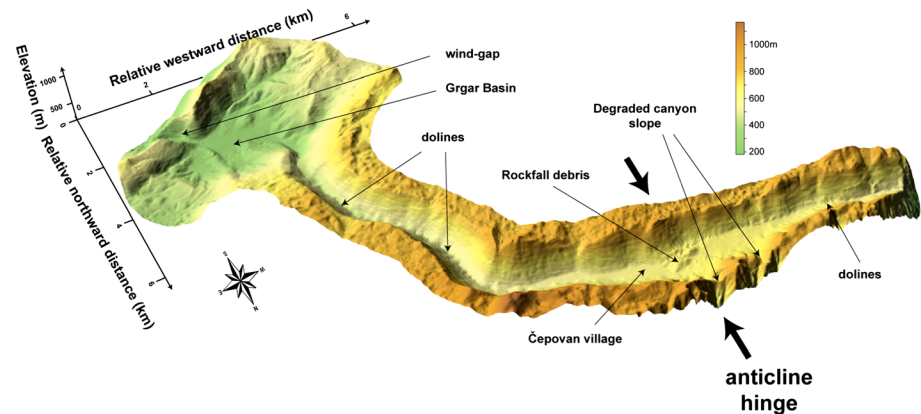 Relative westward distance (km)
6
2
0
Elevation (m)
1000
500
0
Relative northward distance (km)
2
4
6
wind-gap
Grgar Basin
dolines
Rockfall debris
Degraded canyon
slope
1000m
800
600
400
200
dolines
Čepovan village
anticline
hinge
S
W
E
N